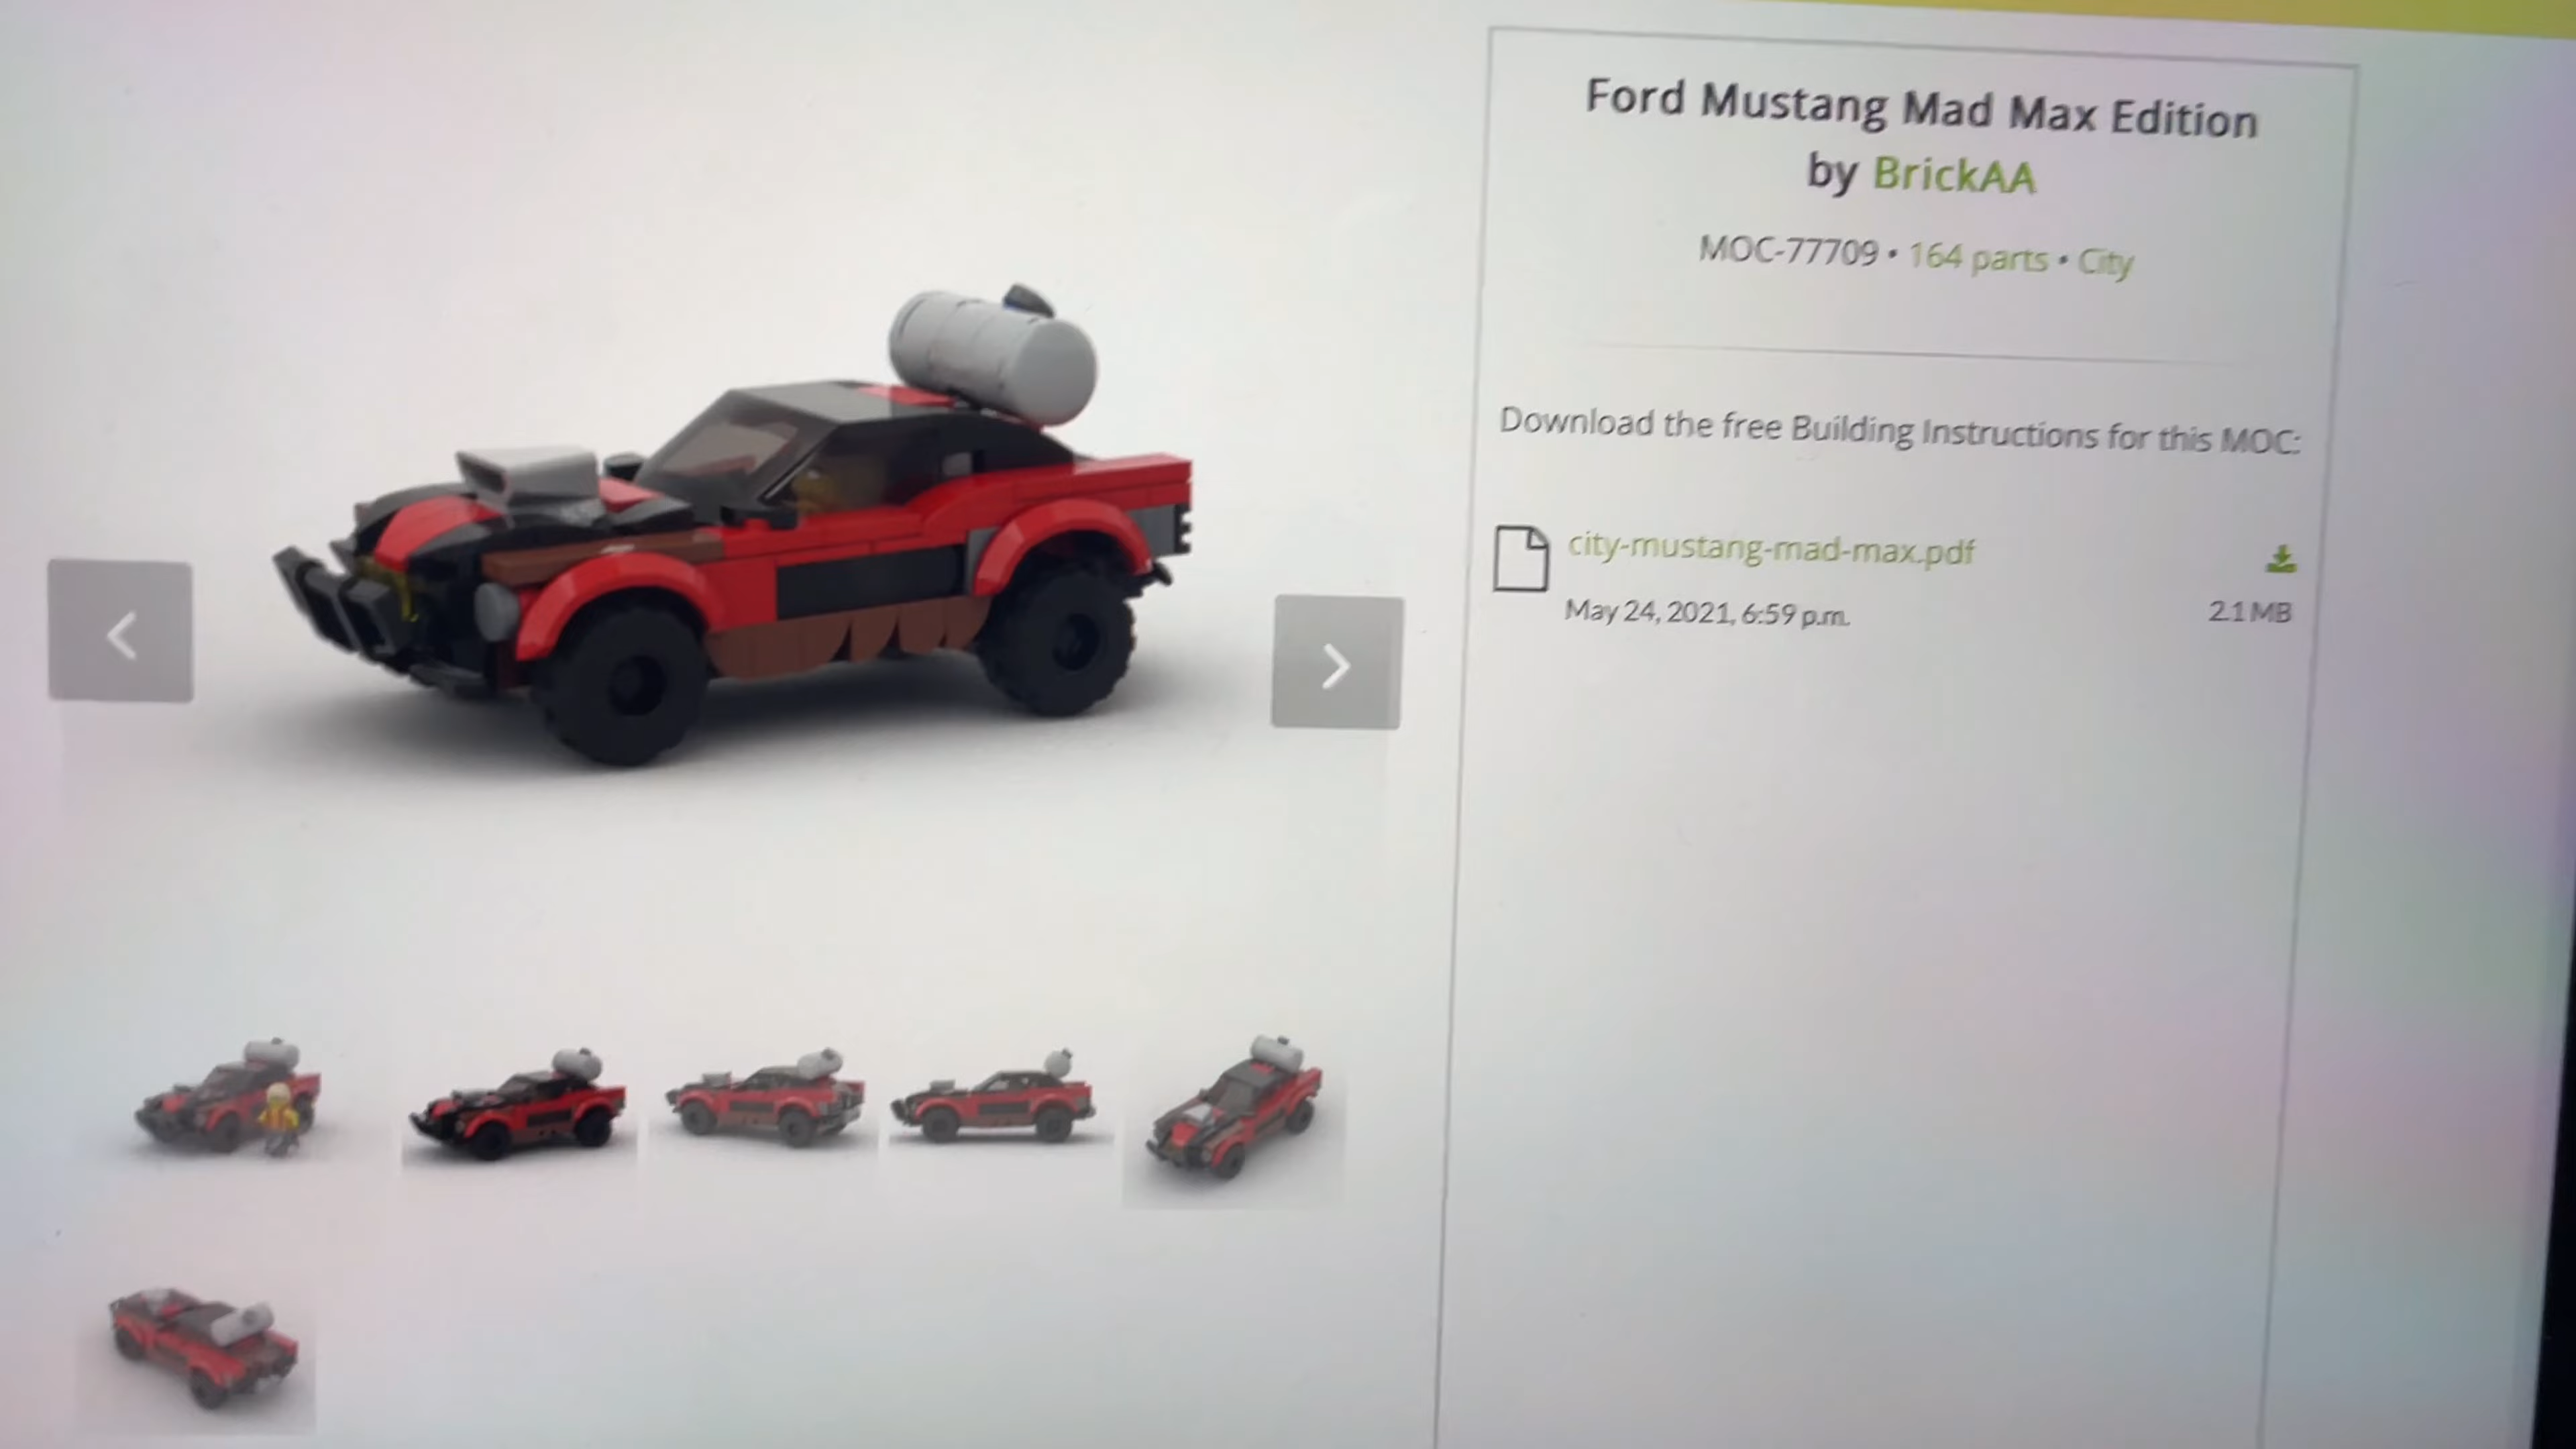 Ford Mustang Mad Max Edition
by BrickAA
MOC-77709 • 164 parts • City
Download the free Building Instructions for this MOC:
city-mustang-mad-max.pdf
May 24, 2021, 6:59 p.m.
2.1 MB